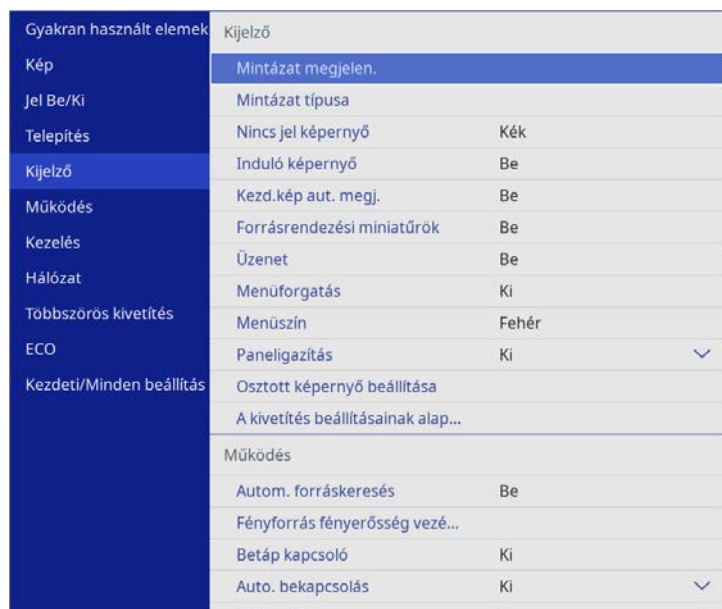 Gyakran használt elemek
Kép
Jel Be/Ki
Telepítés
Kijelző
Működés
Kezelés
Hálózat
Többszörös kivetítés
ECO
Kezdeti/Minden beállítás
Kijelző
Mintázat megjelen.
Mintázat típusa
Nincs jel képernyő Kék
Induló képernyő Be
Kezd.kép aut. megj. Be
Forrásrendezési miniatűrök Be
Üzenet Be
Menüforgatás Ki
Menüszín Fehér
Paneligazítás Ki
Osztott képernyő beállítása
A kivetítés beállításainak alap...
Működés
Autom. forráskeresés Be
Fényforrás fényerősség vezé...
Betáp kapcsoló Ki
Auto. bekapcsolás Ki